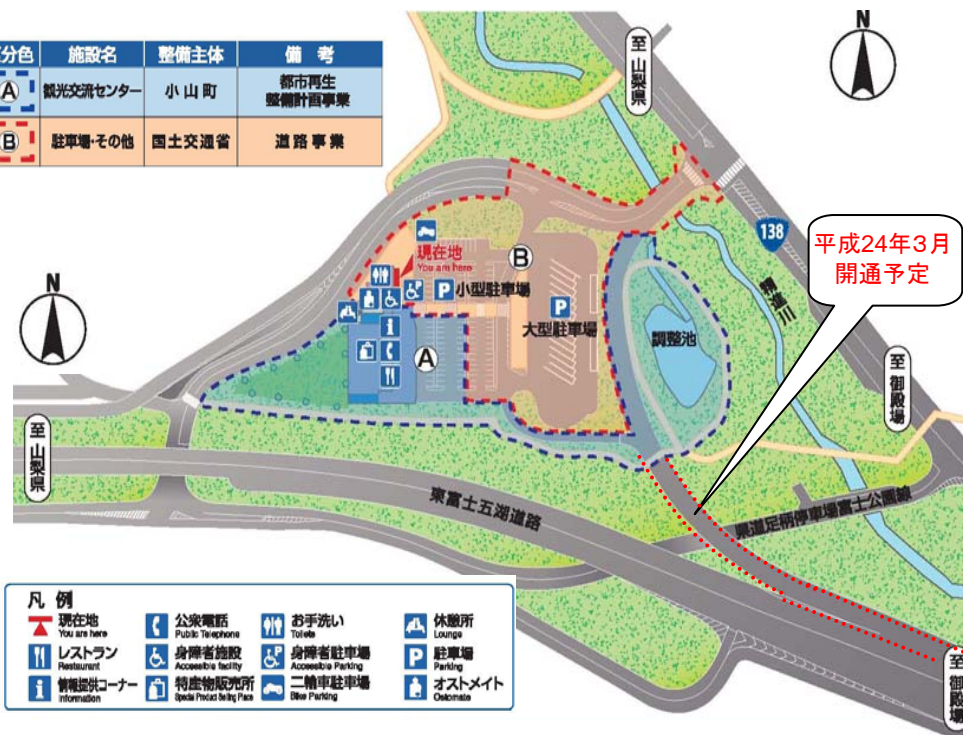 分色 施設名 整備主体 備 考
A 観光交流センター 小山町 都市再生
整備計画事業
B 駐車場・その他 国土交通省 道路事業
N
至山梨県
138
平成24年3月
開通予定
精進川
至御殿場
現在地
You are here
B
P 小型駐車場
P
大型駐車場
調整池
A
N
至山梨県
東富士五湖道路
県道足柄停車場富士公園線
至御殿場
凡 例
現在地
You are here
公衆電話
Public Telephone
お手洗い
Toilets
休憩所
Lounge
レストラン
Restaurant
身障者施設
Accessible facility
身障者駐車場
Accessible Parking
P 駐車場
Parking
情報提供コーナー
Information
特産物販売所
Special Product Selling Place
二輪車駐車場
Bike Parking
オストメイト
Ostomate